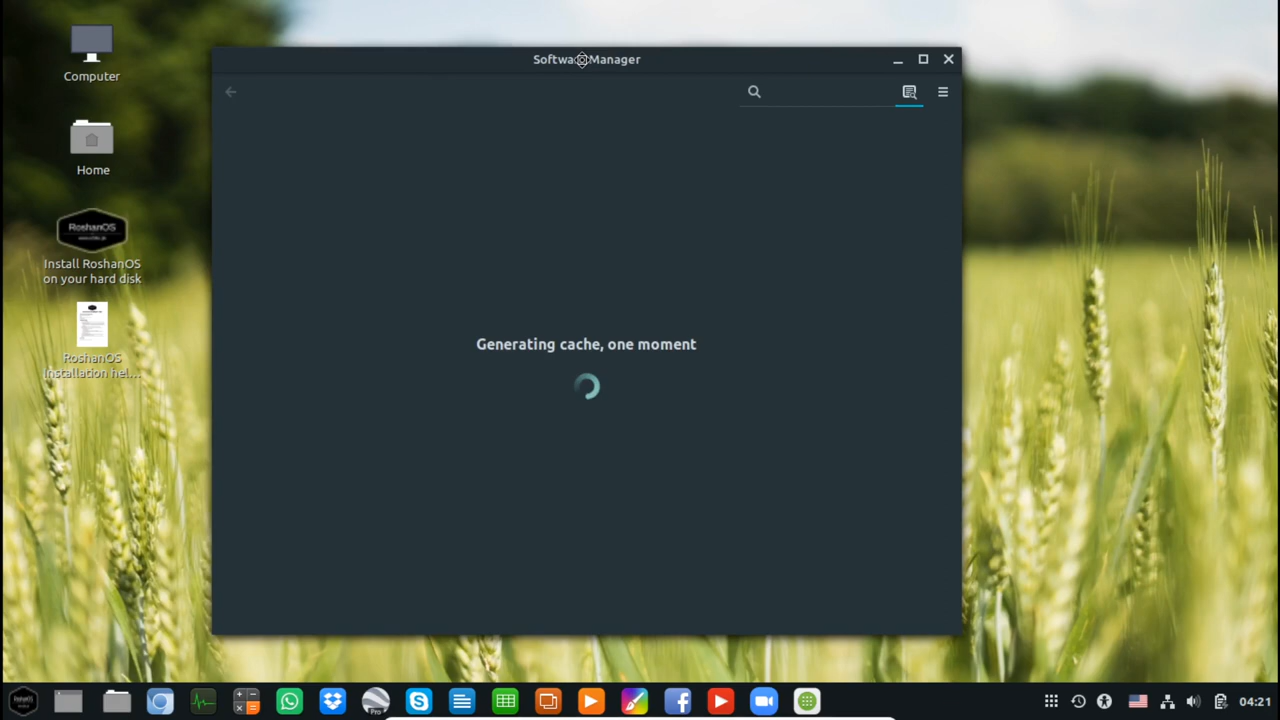 Computer
Home
RoshanOS
Install RoshanOS
on your hard disk
RoshanOS
Installation hel...
Software Manager
Generating cache, one moment
Pro
04:21